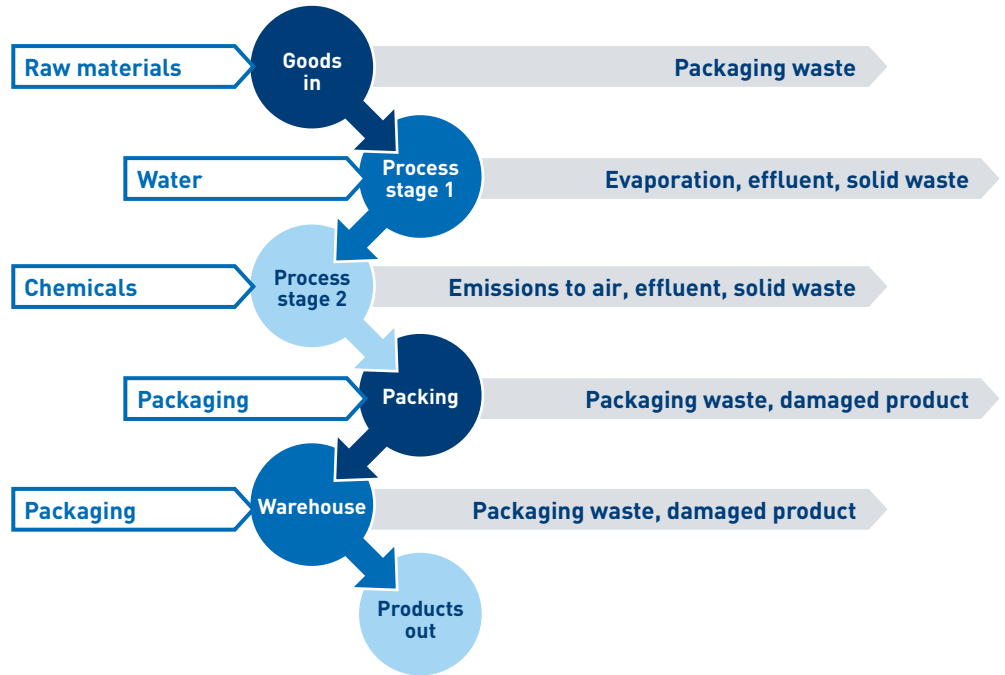 Raw materials
Goods
in
Packaging waste
Water
Process
stage 1
Evaporation, effluent, solid waste
Chemicals
Process
stage 2
Emissions to air, effluent, solid waste
Packaging
Packing
Packaging waste, damaged product
Packaging
Warehouse
Packaging waste, damaged product
Products
out